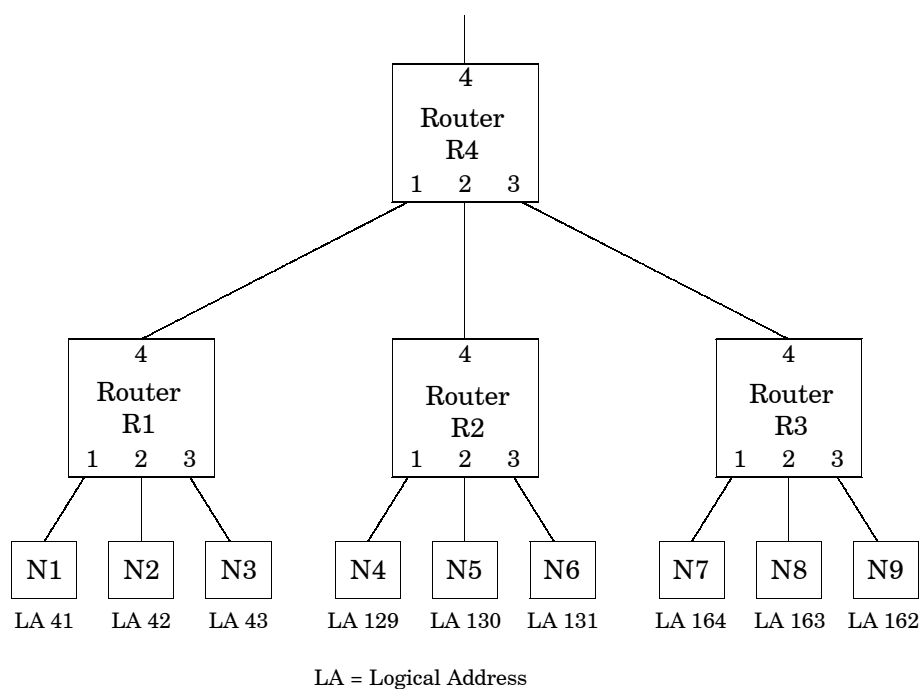 4
Router
R4
1 2 3
4 4 4
Router Router Router
R1 R2 R3
1 2 3 1 2 3 1 2 3
N1 N2 N3 N4 N5 N6 N7 N8 N9
LA 41 LA 42 LA 43 LA 129 LA 130 LA 131 LA 164 LA 163 LA 162
LA = Logical Address